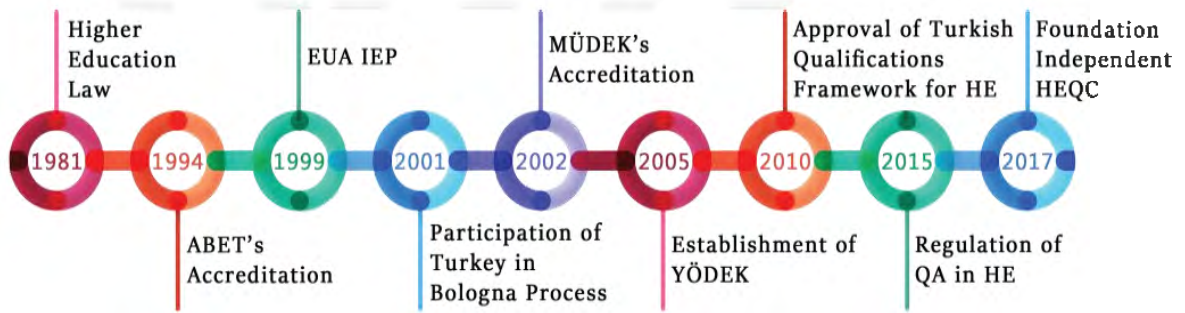 Higher
Education
Law
EUA IEP
MÜDEK's
Accreditation
Approval of Turkish
Qualifications
Framework for HE
Foundation
Independent
HEQC
1981
1994
1999
2001
2002
2005
2010
2015
2017
ABET's
Accreditation
Participation of
Turkey in
Bologna Process
Establishment of
YÖDEK
Regulation of
QA in HE